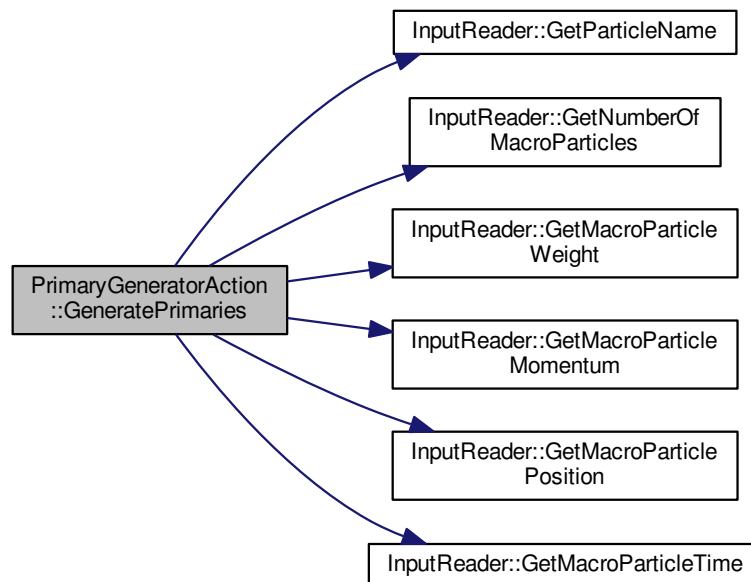 InputReader::GetParticleName
InputReader::GetNumberOf
MacroParticles
InputReader::GetMacroParticle
Weight
PrimaryGeneratorAction
::GeneratePrimaries
InputReader::GetMacroParticle
Momentum
InputReader::GetMacroParticle
Position
InputReader::GetMacroParticleTime